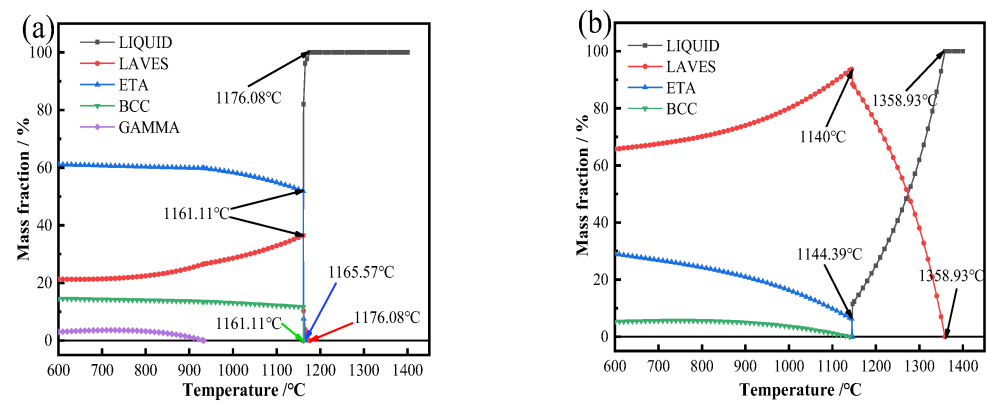 (a)
LIQUID
LAVES
ETA
BCC
GAMMA
1176.08℃
1161.11℃
1165.57℃
1161.11℃
1176.08℃
Mass fraction / %
100
80
60
40
20
0
600 700 800 900 1000 1100 1200 1300 1400
Temperature /℃
(b)
LIQUID
LAVES
ETA
BCC
1358.93℃
1140℃
1144.39℃
1358.93℃
Mass fraction / %
100
80
60
40
20
0
600 700 800 900 1000 1100 1200 1300 1400
Temperature /℃